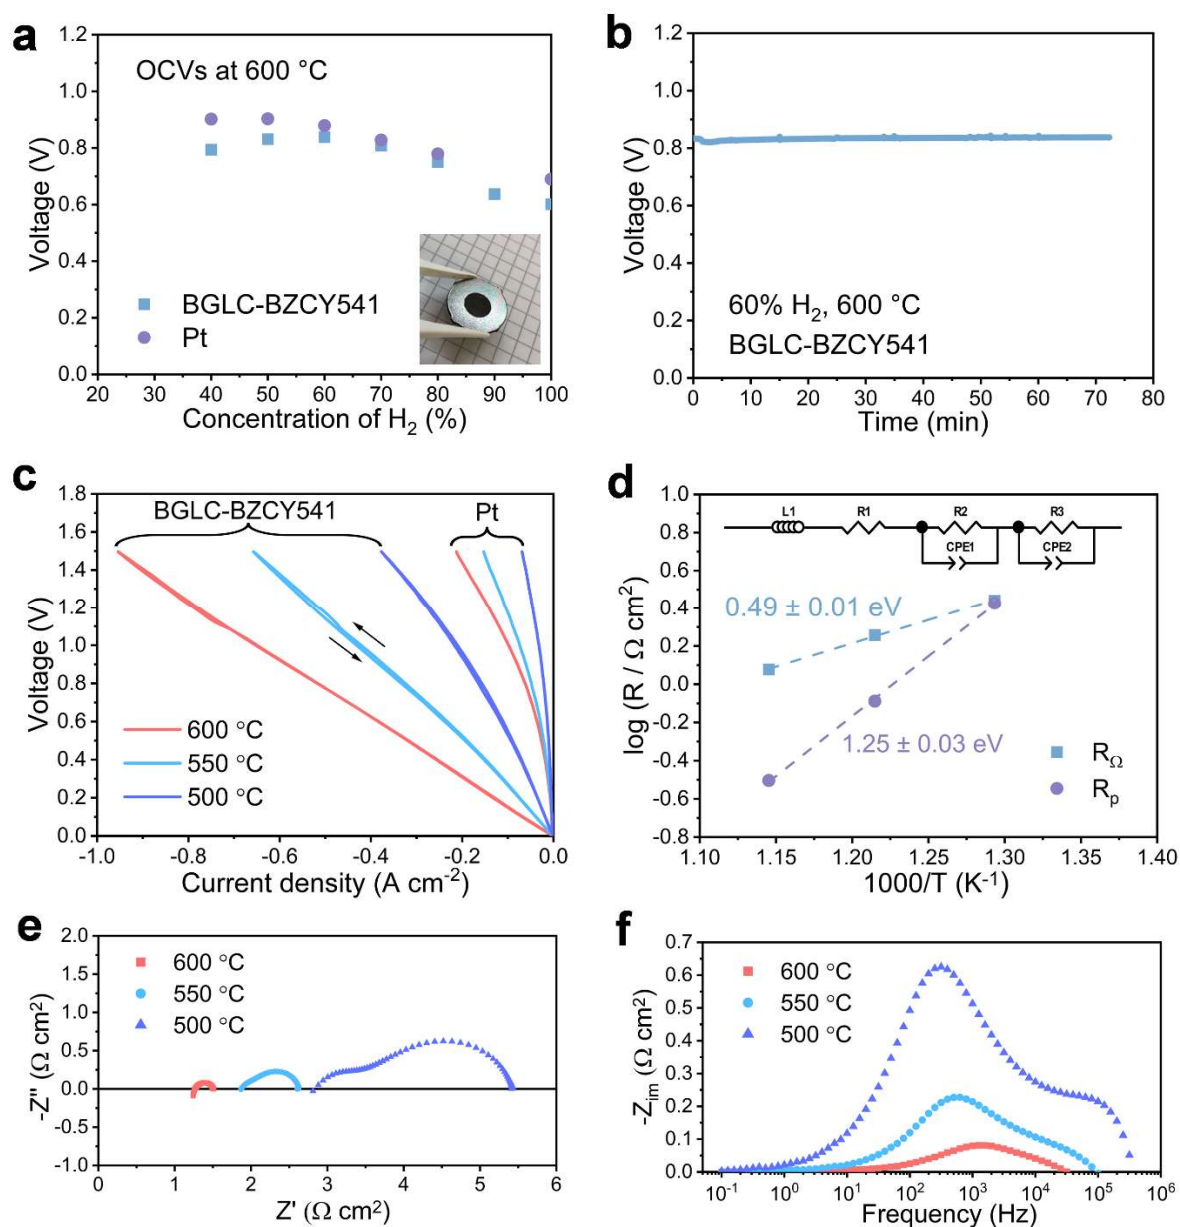 a
OCVs at 600 °C
BGLC-BZCY541
Pt
1.2
1.0
0.8
0.6
0.4
0.2
0.0
20 30 40 50 60 70 80 90 100
Voltage (V)
Concentration of H2 (%)
b
60% H2, 600 °C
BGLC-BZCY541
1.2
1.0
0.8
0.6
0.4
0.2
0.0
0 10 20 30 40 50 60 70 80
Voltage (V)
Time (min)
c
BGLC-BZCY541
Pt
600 °C
550 °C
500 °C
1.8
1.6
1.4
1.2
1.0
0.8
0.6
0.4
0.2
0.0
-1.0 -0.8 -0.6 -0.4 -0.2 0.0
Voltage (V)
Current density (A cm-2)
d
L1 R1 R2 R3
CPE1 CPE2
0.49 ± 0.01 eV
1.25 ± 0.03 eV
RΩ
Rp
1.0
0.8
0.6
0.4
0.2
0.0
-0.2
-0.4
-0.6
-0.8
1.10 1.15 1.20 1.25 1.30 1.35 1.40
log (R / Ω cm2)
1000/T (K-1)
e
600 °C
550 °C
500 °C
2.0
1.5
1.0
0.5
0.0
-0.5
-1.0
0 1 2 3 4 5 6
-Z'' (Ω cm2)
Z' (Ω cm2)
f
600 °C
550 °C
500 °C
0.7
0.6
0.5
0.4
0.3
0.2
0.1
0.0
10-1 100 101 102 103 104 105 106
-Zim (Ω cm2)
Frequency (Hz)